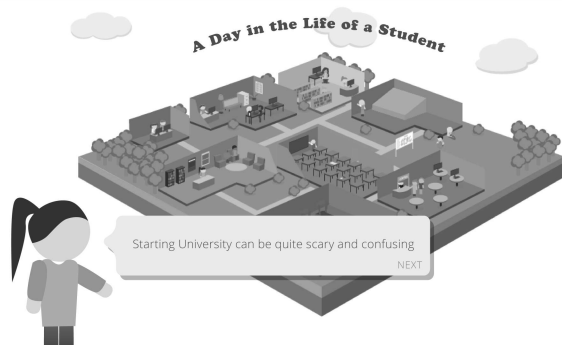 A Day in the Life of a Student
Starting University can be quite scary and confusing
NEXT